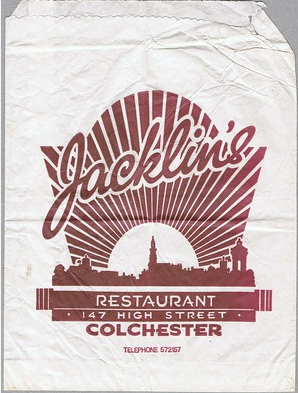 Jacklin's
RESTAURANT
· 147 HIGH STREET ·
COLCHESTER
TELEPHONE 572157